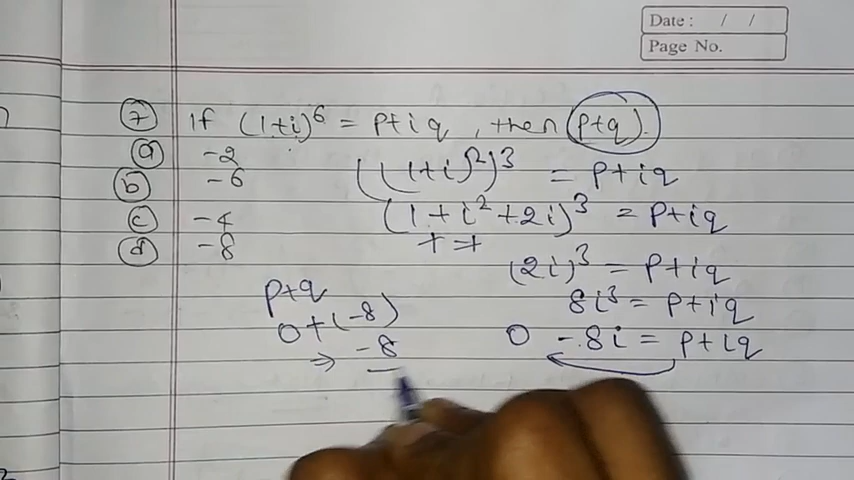 Date : / /
Page No.
7 If (1+i)^6 = p+iq , then (p+q).
a -2
b -6
c -4
d -8
((1+i)^2)^3 = p+iq
(1+i^2+2i)^3 = p+iq
(2i)^3 = p+iq
8i^3 = p+iq
0 -8i = p+iq
p+q
0+(-8)
⇒ -8